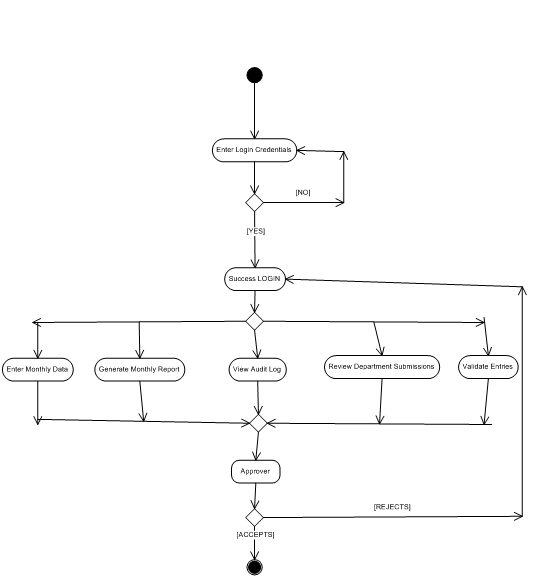 Enter Login Credentials
[NO]
[YES]
Success LOGIN
Enter Monthly Data
Generate Monthly Report
View Audit Log
Review Department Submissions
Validate Entries
Approver
[REJECTS]
[ACCEPTS]